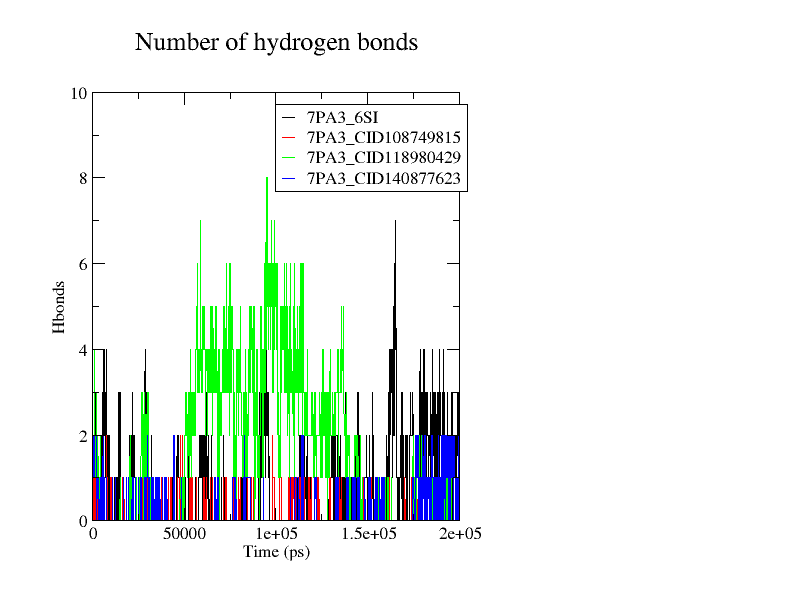 Number of hydrogen bonds
10
8
6
4
2
0
Hbonds
7PA3_6SI
7PA3_CID108749815
7PA3_CID118980429
7PA3_CID140877623
0 50000 1e+05 1.5e+05 2e+05
Time (ps)